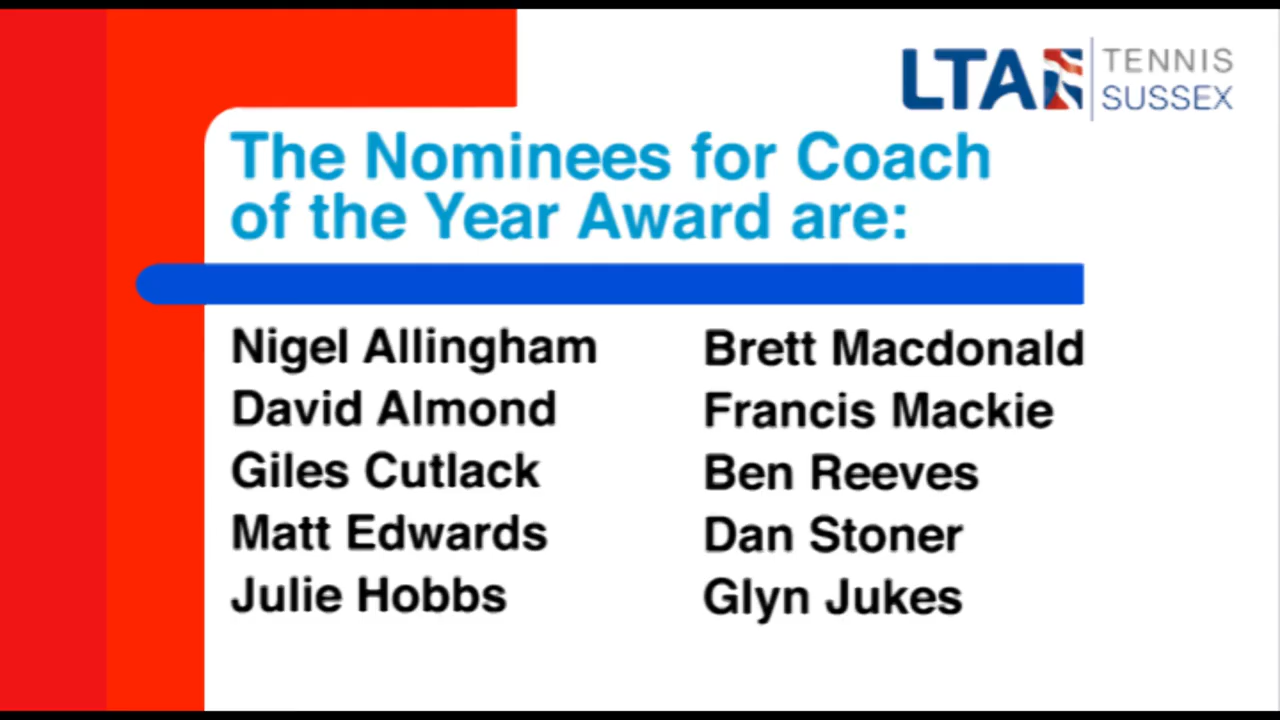 LTA TENNIS
SUSSEX
The Nominees for Coach
of the Year Award are:
Nigel Allingham
David Almond
Giles Cutlack
Matt Edwards
Julie Hobbs
Brett Macdonald
Francis Mackie
Ben Reeves
Dan Stoner
Glyn Jukes